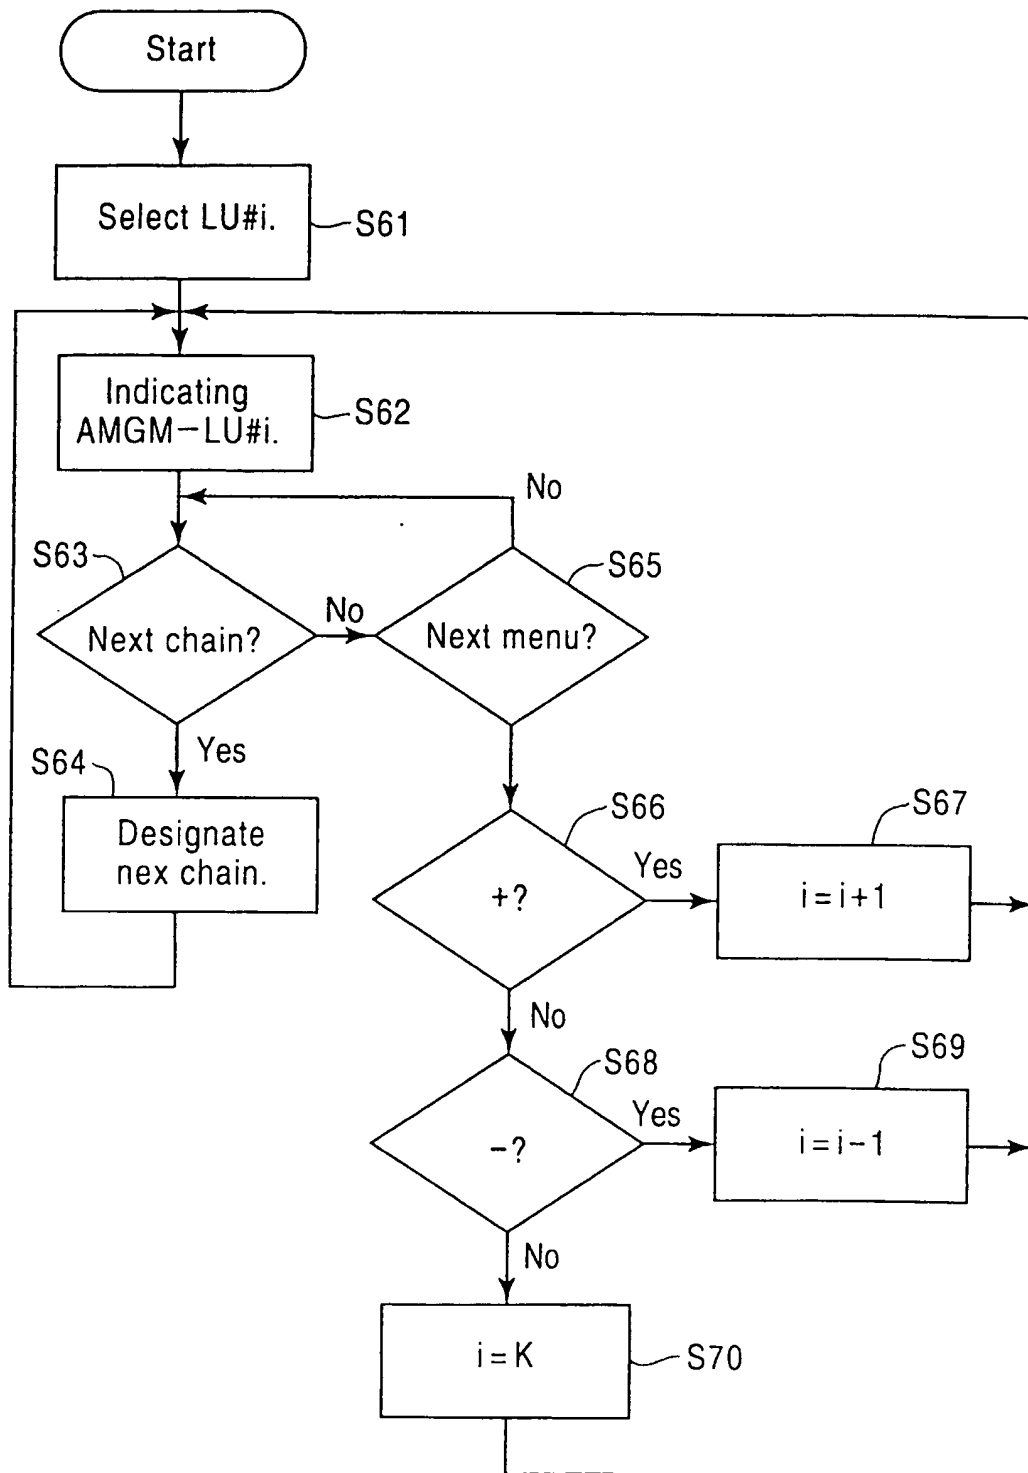 Start
Select LU#i.
S61
Indicating
AMGM-LU#i.
S62
No
S63
S65
Next chain?
No
Next menu?
Yes
S64
Designate
nex chain.
S66
S67
+?
Yes
i=i+1
No
S68
S69
-?
Yes
i=i-1
No
i=K
S70